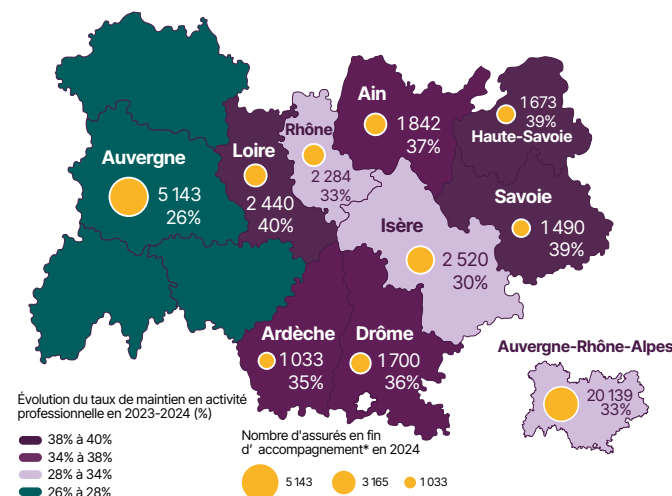 Ain
1 842
37%
1 673
39%
Haute-Savoie
Rhône
2 284
33%
Loire
2 440
40%
Auvergne
5 143
26%
Savoie
1 490
39%
Isère
2 520
30%
Ardèche
1 033
35%
Drôme
1 700
36%
Auvergne-Rhône-Alpes
20 139
33%
Évolution du taux de maintien en activité
professionnelle en 2023-2024 (%)
38% à 40%
34% à 38%
28% à 34%
26% à 28%
Nombre d'assurés en fin
d' accompagnement* en 2024
5 143
3 165
1 033